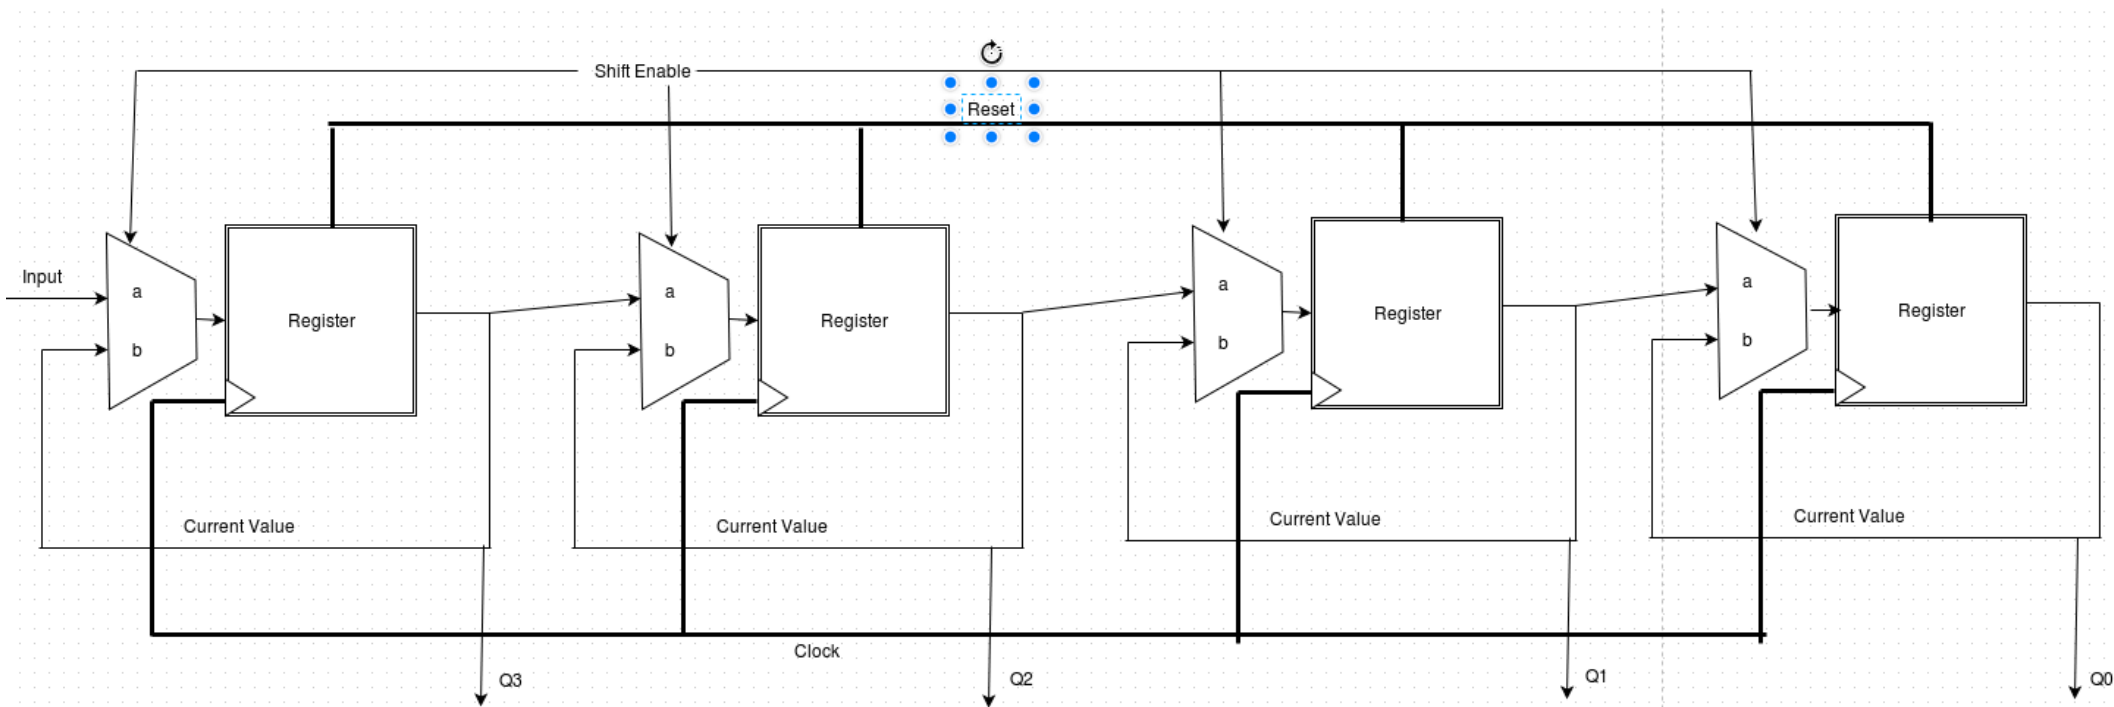 Shift Enable
Reset
Input
a
b
Register
a
b
Register
a
b
Register
a
b
Register
Current Value
Current Value
Current Value
Current Value
Clock
Q3
Q2
Q1
Q0